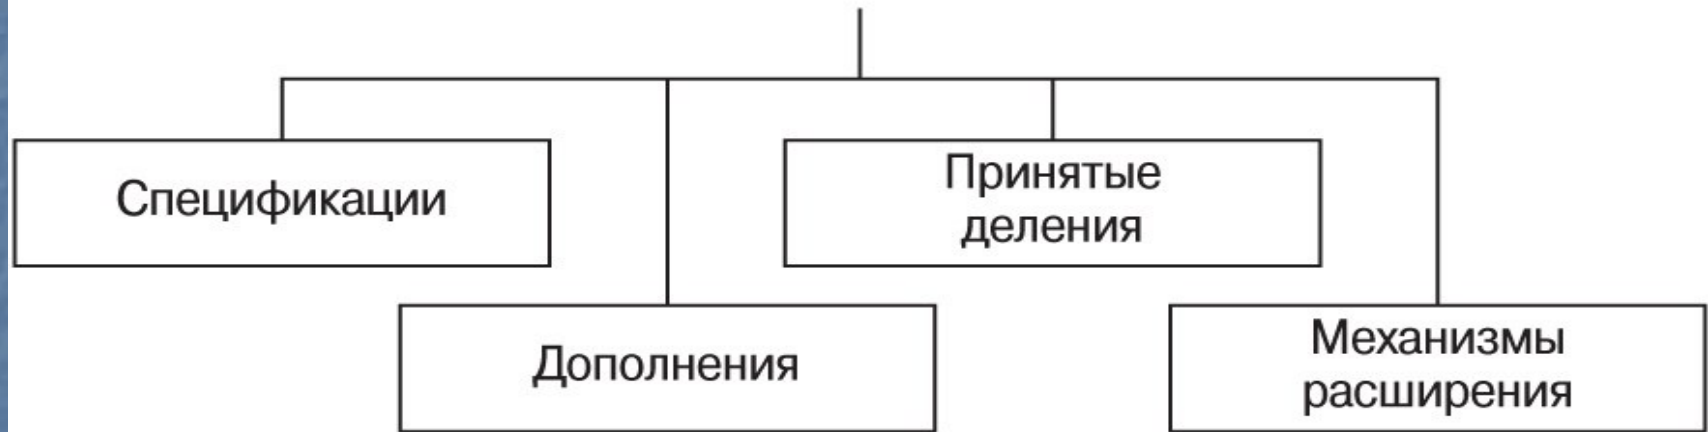 Спецификации
Принятые
деления
Дополнения
Механизмы
расширения